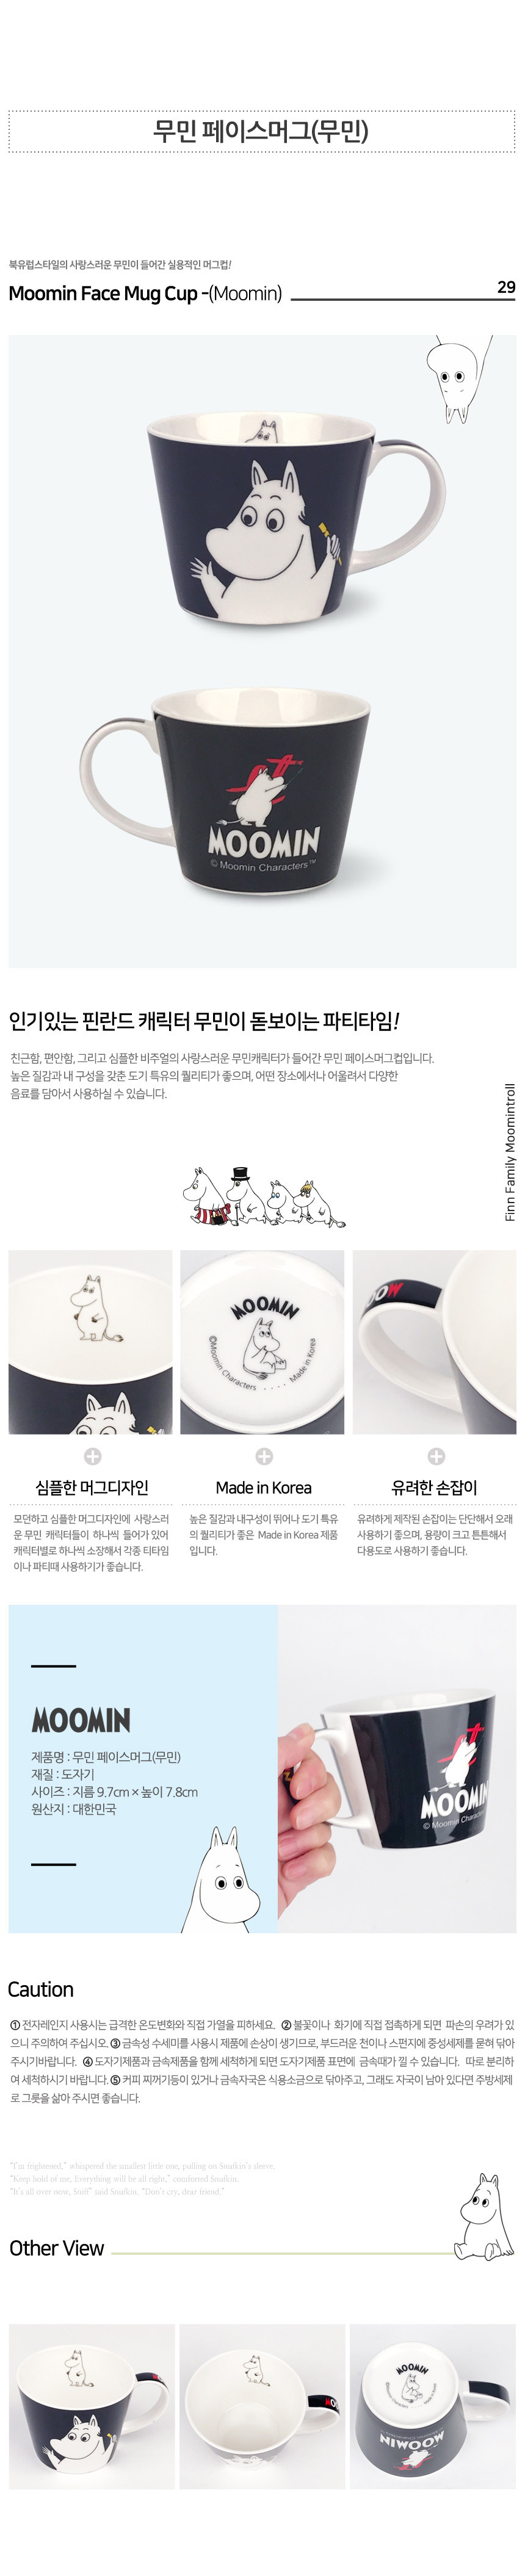 무민 페이스머그(무민)
북유럽스타일의 사랑스러운 무민이 들어간 실용적인 머그컵!
Moomin Face Mug Cup -(Moomin)
29
MOOMIN
© Moomin Characters™
인기있는 핀란드 캐릭터 무민이 돋보이는 파티타임!
친근함, 편안함, 그리고 심플한 비주얼의 사랑스러운 무민캐릭터가 들어간 무민 페이스머그컵입니다.
높은 질감과 내 구성을 갖춘 도기 특유의 퀄리티가 좋으며, 어떤 장소에서나 어울려서 다양한
음료를 담아서 사용하실 수 있습니다.
Finn Family Moomintroll
MOOMIN
©Moomin Characters ···· Made in Korea
OOW
심플한 머그디자인
모던하고 심플한 머그디자인에 사랑스러
운 무민 캐릭터들이 하나씩 들어가 있어
캐릭터별로 하나씩 소장해서 각종 티타임
이나 파티때 사용하기가 좋습니다.
Made in Korea
높은 질감과 내구성이 뛰어나 도기 특유
의 퀄리티가 좋은 Made in Korea 제품
입니다.
유려한 손잡이
유려하게 제작된 손잡이는 단단해서 오래
사용하기 좋으며, 용량이 크고 튼튼해서
다용도로 사용하기 좋습니다.
MOOMIN
제품명 : 무민 페이스머그(무민)
재질 : 도자기
사이즈 : 지름 9.7cm × 높이 7.8cm
원산지 : 대한민국
MOOMIN
© Moomin Charac
Caution
① 전자레인지 사용시는 급격한 온도변화와 직접 가열을 피하세요. ② 불꽃이나 화기에 직접 접촉하게 되면 파손의 우려가 있
으니 주의하여 주십시오. ③ 금속성 수세미를 사용시 제품에 손상이 생기므로, 부드러운 천이나 스펀지에 중성세제를 묻혀 닦아
주시기바랍니다. ④ 도자기제품과 금속제품을 함께 세척하게 되면 도자기제품 표면에 금속때가 낄 수 있습니다. 따로 분리하
여 세척하시기 바랍니다. ⑤ 커피 찌꺼기등이 있거나 금속자국은 식용소금으로 닦아주고, 그래도 자국이 남아 있다면 주방세제
로 그릇을 삶아 주시면 좋습니다.
"I'm frightened," whispered the smallest little one, pulling on Snufkin's sleeve.
"Keep hold of me, Everything will be all right," comforted Snufkin.
"It's all over now, Sniff" said Snufkin. "Don't cry, dear friend."
Other View
MOOMIN
MOOMIN